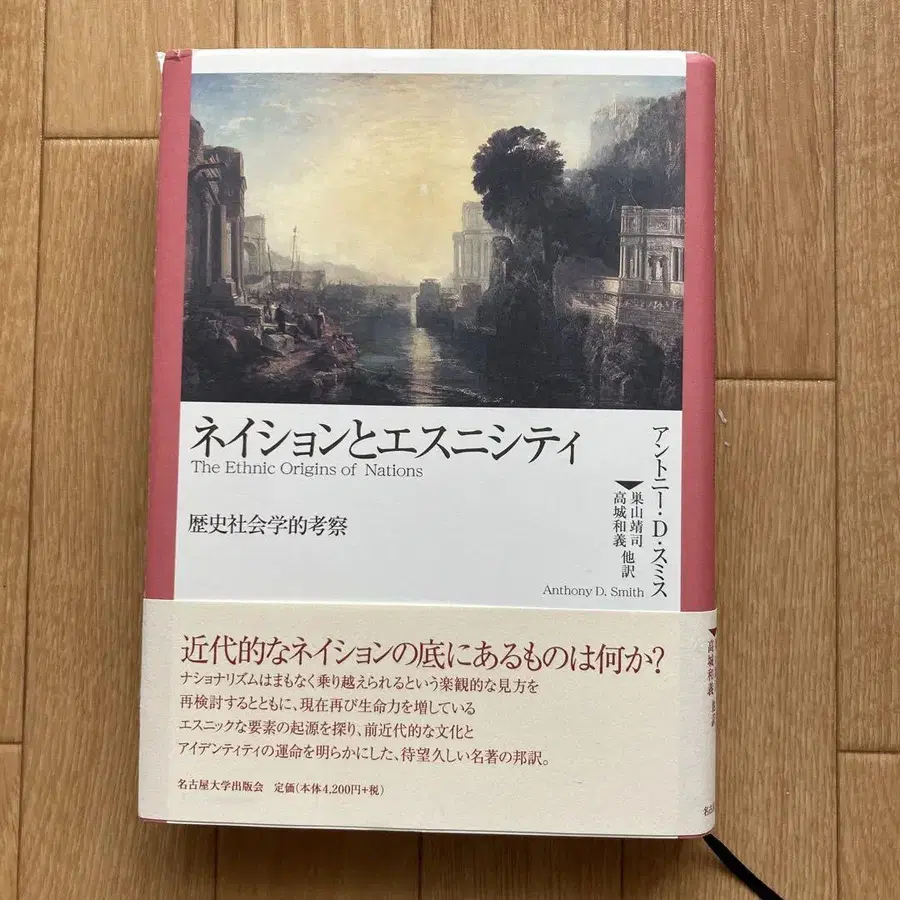 ネイションとエスニシティ
The Ethnic Origins of Nations
歴史社会学的考察
アントニー・D・スミス
巣山靖司
高城和義 他訳
Anthony D. Smith
近代的なネイションの底にあるものは何か?
ナショナリズムはまもなく乗り越えられるという楽観的な見方を
再検討するとともに、現在再び生命力を増している
エスニックな要素の起源を探り、前近代的な文化と
アイデンティティの運命を明らかにした、待望久しい名著の邦訳。
名古屋大学出版会 定価(本体4,200円+税)
高城和義